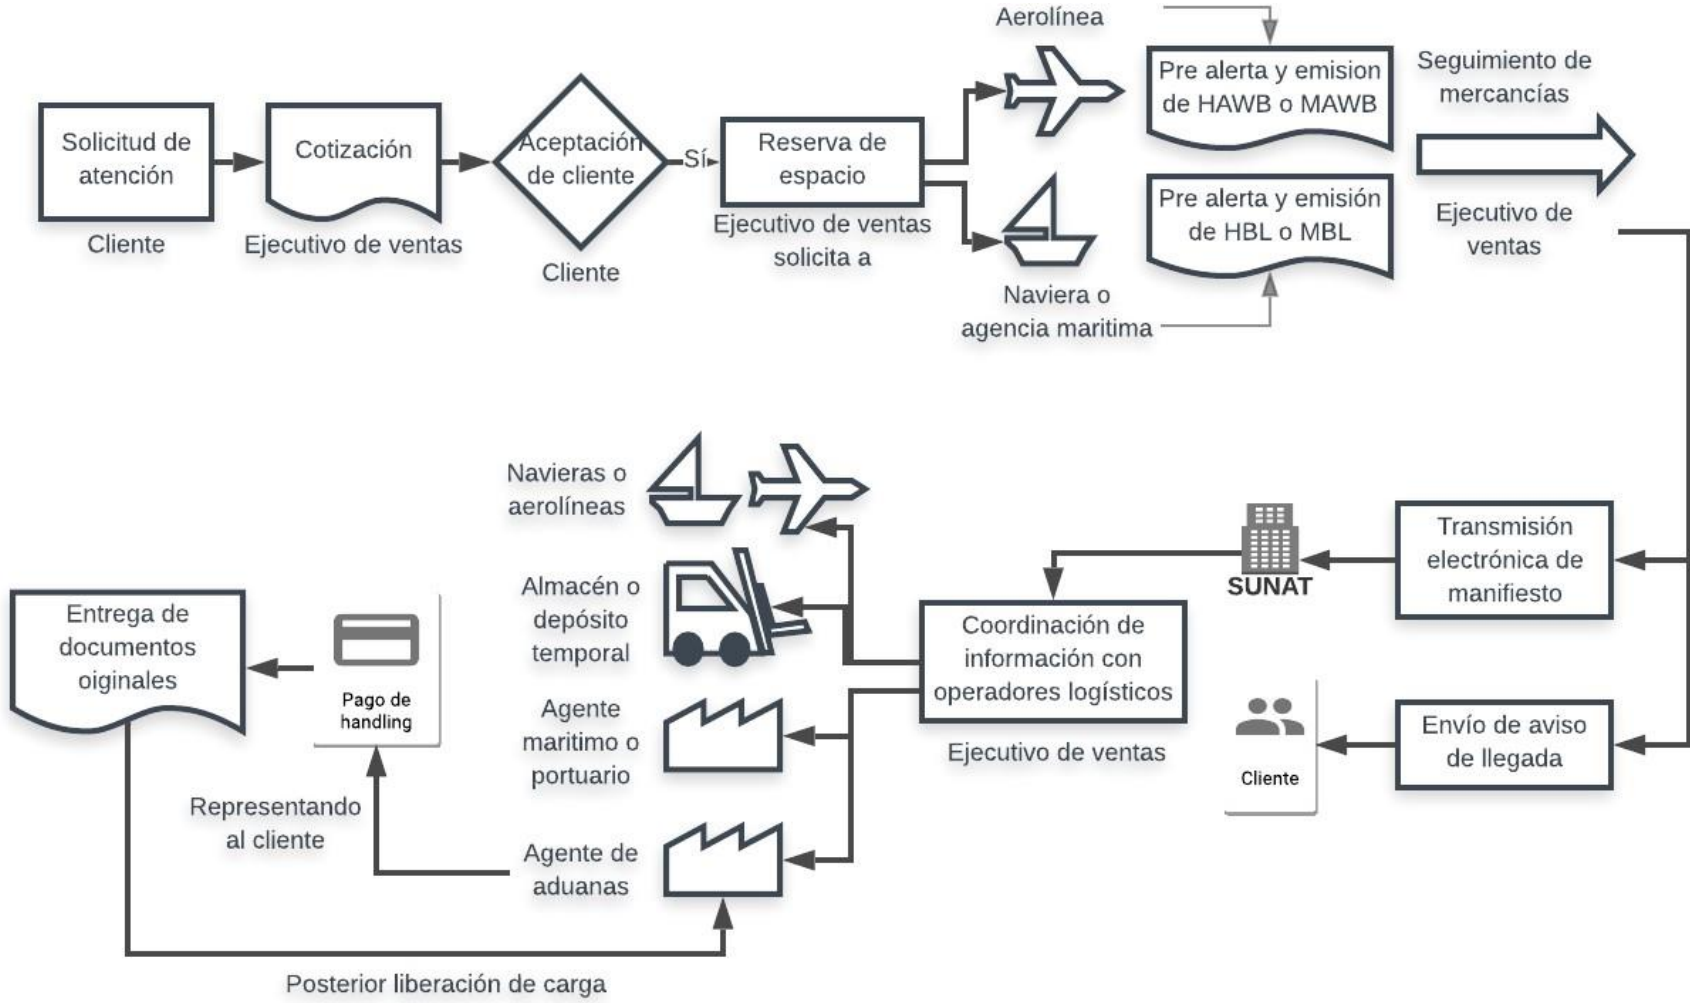 Solicitud de
atención
Cliente
Cotización
Ejecutivo de ventas
Aceptación
de cliente
Cliente
Sí
Reserva de
espacio
Ejecutivo de ventas
solicita a
Aerolínea
Naviera o
agencia maritima
Pre alerta y emision
de HAWB o MAWB
Pre alerta y emisión
de HBL o MBL
Seguimiento de
mercancías
Ejecutivo de
ventas
Transmisión
electrónica de
manifiesto
SUNAT
Envío de aviso
de llegada
Cliente
Coordinación de
información con
operadores logísticos
Ejecutivo de ventas
Navieras o
aerolíneas
Almacén o
depósito
temporal
Agente
maritimo o
portuario
Agente de
aduanas
Representando
al cliente
Pago de
handling
Entrega de
documentos
oiginales
Posterior liberación de carga